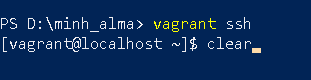 PS D:\minh_alma> vagrant ssh
[vagrant@localhost ~]$ clear